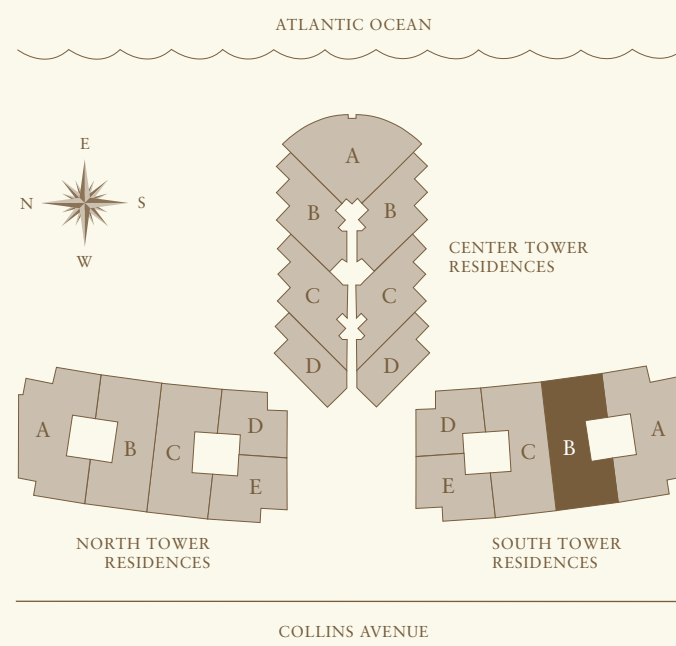 ATLANTIC OCEAN
E
N S
W
A
B B
C C
D D
CENTER TOWER
RESIDENCES
A B C D
E
D C B A
E
NORTH TOWER
RESIDENCES
SOUTH TOWER
RESIDENCES
COLLINS AVENUE